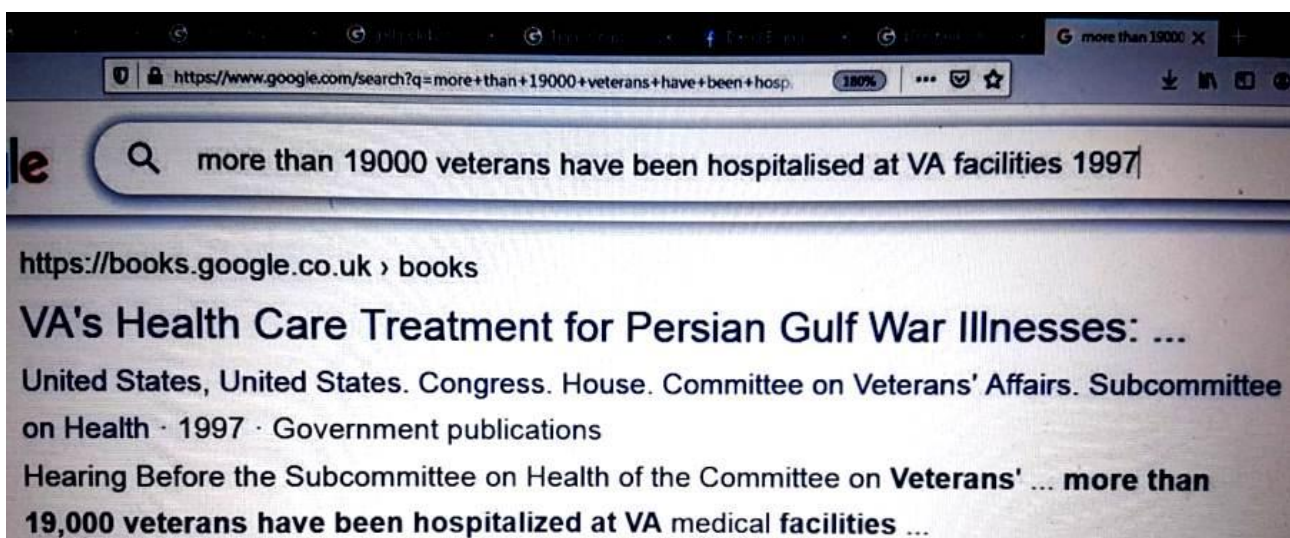 more than 19000
https://www.google.com/search?q=more+than+19000+veterans+have+been+hosp
180%
le
more than 19000 veterans have been hospitalised at VA facilities 1997
https://books.google.co.uk › books
VA's Health Care Treatment for Persian Gulf War Illnesses: ...
United States, United States. Congress. House. Committee on Veterans' Affairs. Subcommittee
on Health · 1997 · Government publications
Hearing Before the Subcommittee on Health of the Committee on Veterans' ... more than
19,000 veterans have been hospitalized at VA medical facilities ...